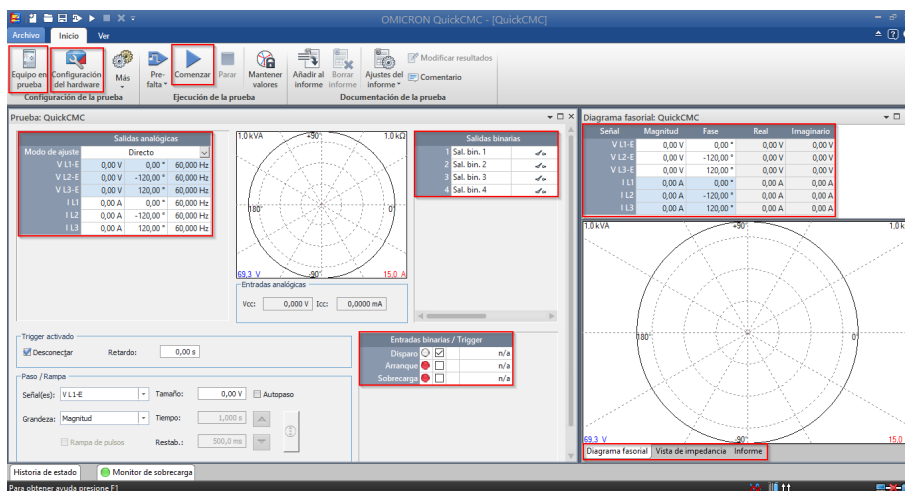 OMICRON QuickCMC - [QuickCMC]
Archivo Inicio Ver
Equipo en prueba
Configuración del hardware
Más
Pre-falta
Comenzar
Parar
Mantener valores
Añadir al informe
Borrar informe
Ajustes del informe
Modificar resultados
Comentario
Configuración de la prueba
Ejecución de la prueba
Documentación de la prueba
Prueba: QuickCMC
Salidas analógicas
Modo de ajuste Directo
V L1-E 0,00 V 0,00 ° 60,000 Hz
V L2-E 0,00 V -120,00 ° 60,000 Hz
V L3-E 0,00 V 120,00 ° 60,000 Hz
I L1 0,00 A 0,00 ° 60,000 Hz
I L2 0,00 A -120,00 ° 60,000 Hz
I L3 0,00 A 120,00 ° 60,000 Hz
1,0 kVA +90° 1,0 kΩ
180° 0°
69,3 V -90° 15,0 A
Entradas analógicas
Vcc: 0,000 V Icc: 0,0000 mA
Salidas binarias
1 Sal. bin. 1
2 Sal. bin. 2
3 Sal. bin. 3
4 Sal. bin. 4
Trigger activado
Desconectar Retardo: 0,00 s
Paso / Rampa
Señal(es): V L1-E Tamaño: 0,00 V Autopaso
Grandeza: Magnitud Tiempo: 1,000 s
Rampa de pulsos Restab.: 500,0 ms
Entradas binarias / Trigger
Disparo n/a
Arranque n/a
Sobrecarga n/a
Diagrama fasorial: QuickCMC
Señal Magnitud Fase Real Imaginario
V L1-E 0,00 V 0,00 ° 0,00 V 0,00 V
V L2-E 0,00 V -120,00 ° 0,00 V 0,00 V
V L3-E 0,00 V 120,00 ° 0,00 V 0,00 V
I L1 0,00 A 0,00 ° 0,00 A 0,00 A
I L2 0,00 A -120,00 ° 0,00 A 0,00 A
I L3 0,00 A 120,00 ° 0,00 A 0,00 A
1,0 kVA +90° 1,0 k
180° 0°
69,3 V -90° 15,0
Diagrama fasorial Vista de impedancia Informe
Historia de estado Monitor de sobrecarga
Para obtener ayuda presione F1